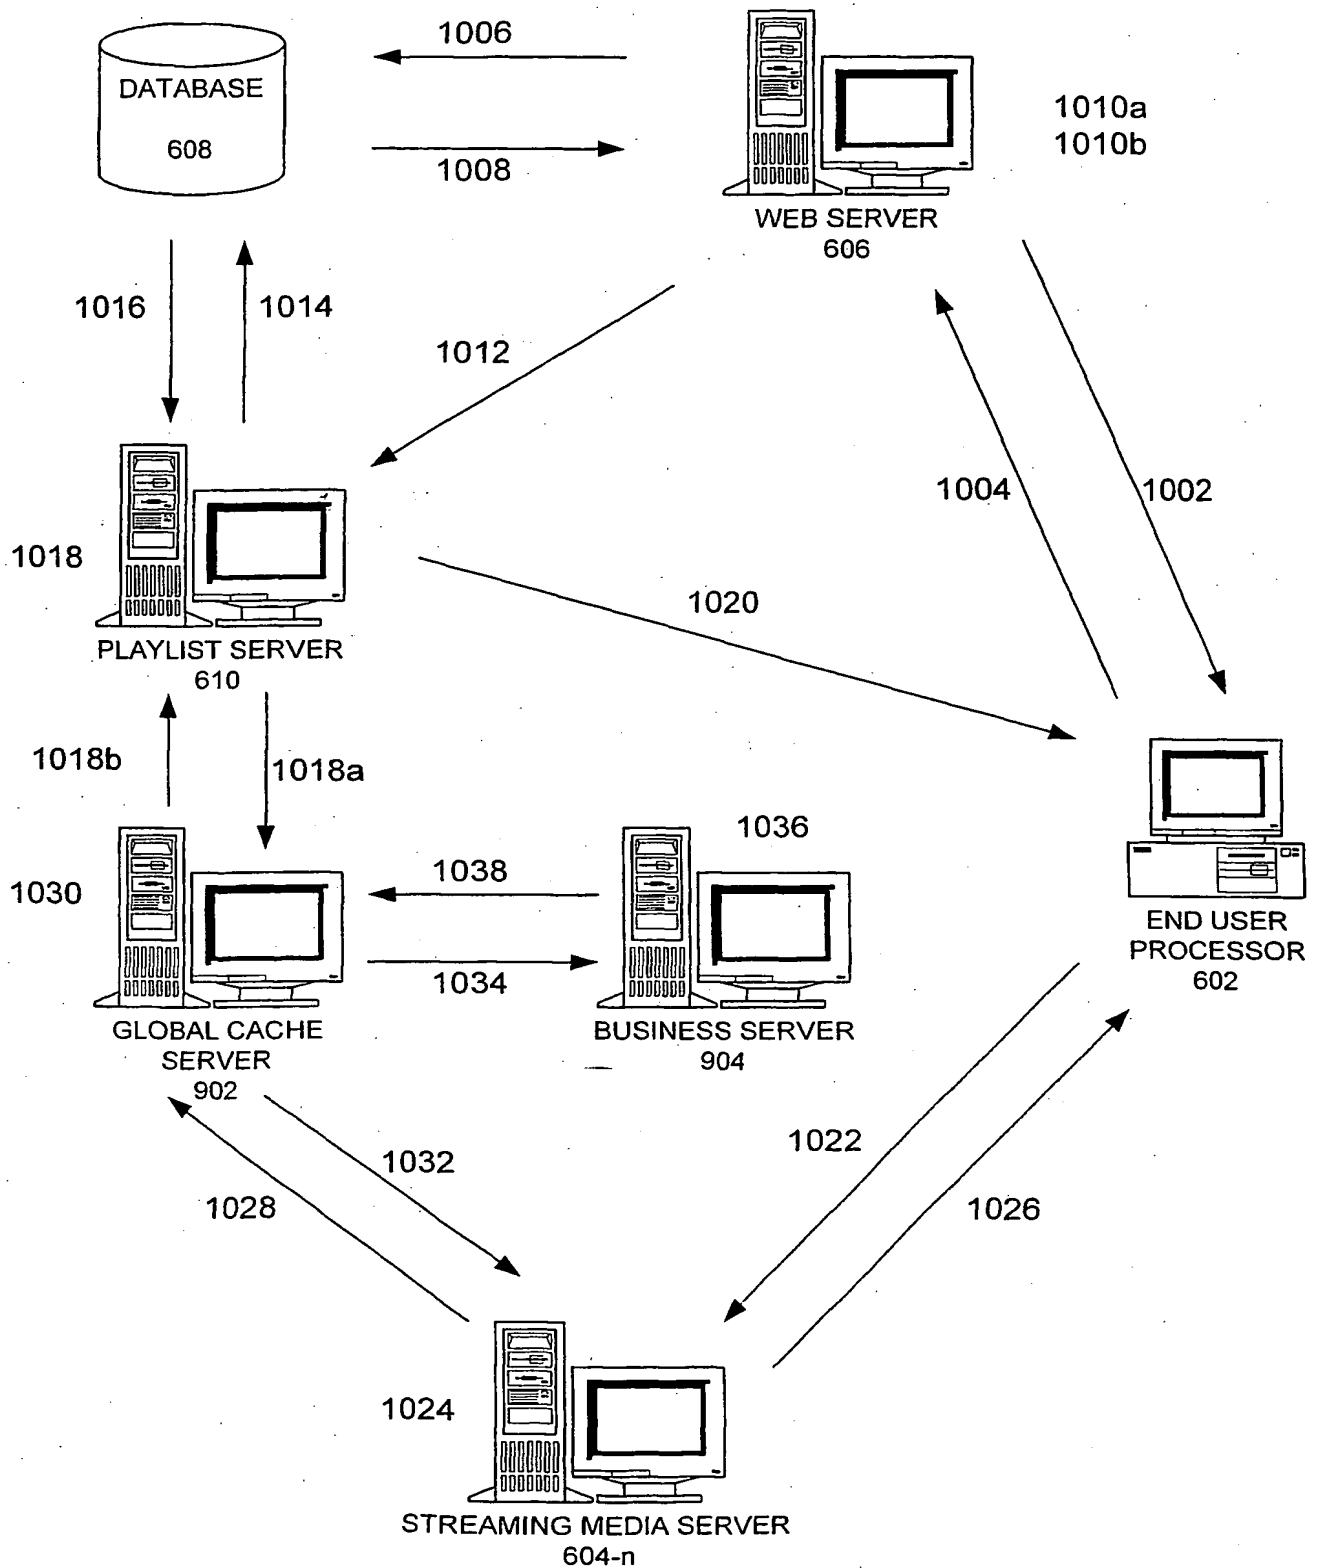 1006
DATABASE
608
1008
1010a
1010b
WEB SERVER
606
1016
1014
1012
1004
1002
1018
1020
PLAYLIST SERVER
610
1018b
1018a
1036
1030
1038
1034
GLOBAL CACHE
SERVER
902
BUSINESS SERVER
904
END USER
PROCESSOR
602
1022
1032
1028
1026
1024
STREAMING MEDIA SERVER
604-n